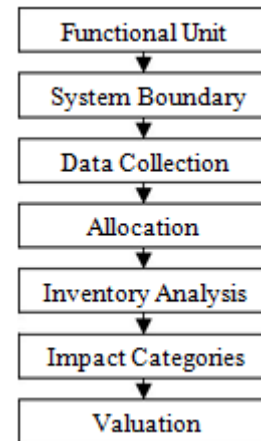 Functional Unit
System Boundary
Data Collection
Allocation
Inventory Analysis
Impact Categories
Valuation